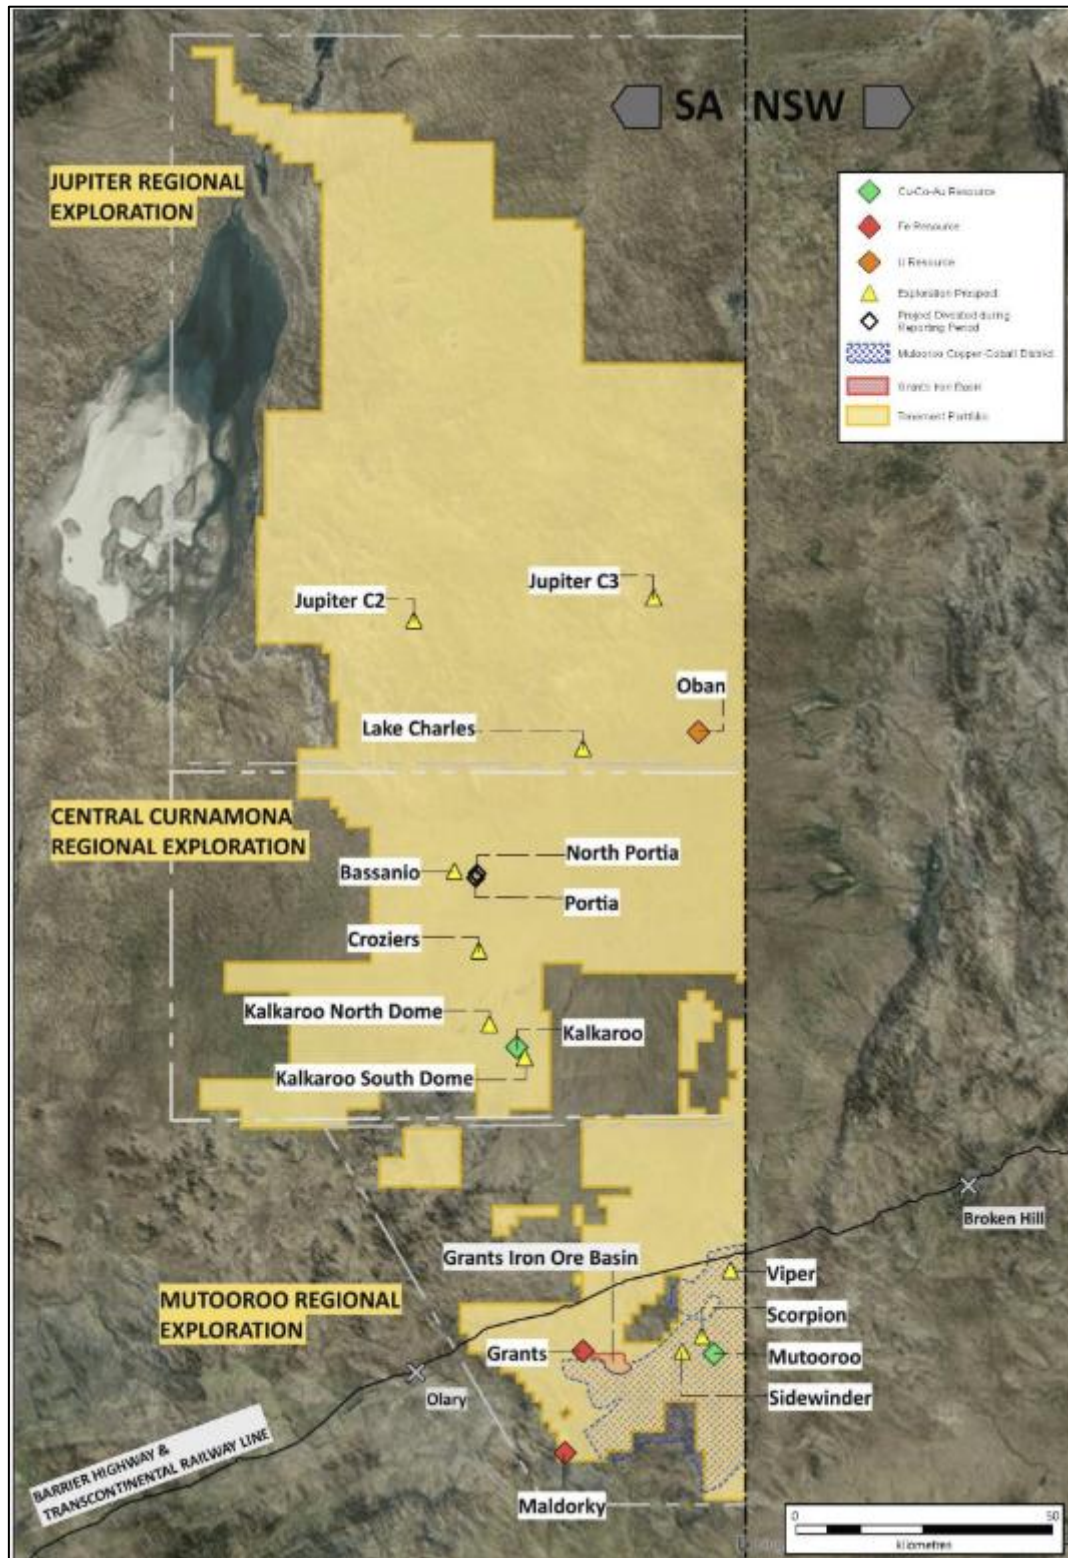 SA NSW
JUPITER REGIONAL
EXPLORATION
Cu-Co-Au Resource
Fe Resource
U Resource
Exploration Prospect
Project Divested during
Reporting Period
Mutooroo Copper-Cobalt District
Grants Iron Basin
Tenement Portfolio
Jupiter C3
Jupiter C2
Oban
Lake Charles
CENTRAL CURNAMONA
REGIONAL EXPLORATION
North Portia
Bassanio
Portia
Croziers
Kalkaroo North Dome
Kalkaroo
Kalkaroo South Dome
Broken Hill
Grants Iron Ore Basin
Viper
MUTOOROO REGIONAL
EXPLORATION
Scorpion
Grants
Mutooroo
Olary
Sidewinder
BARRIER HIGHWAY &
TRANSCONTINENTAL RAILWAY LINE
Maldorky
0 50
kilometres